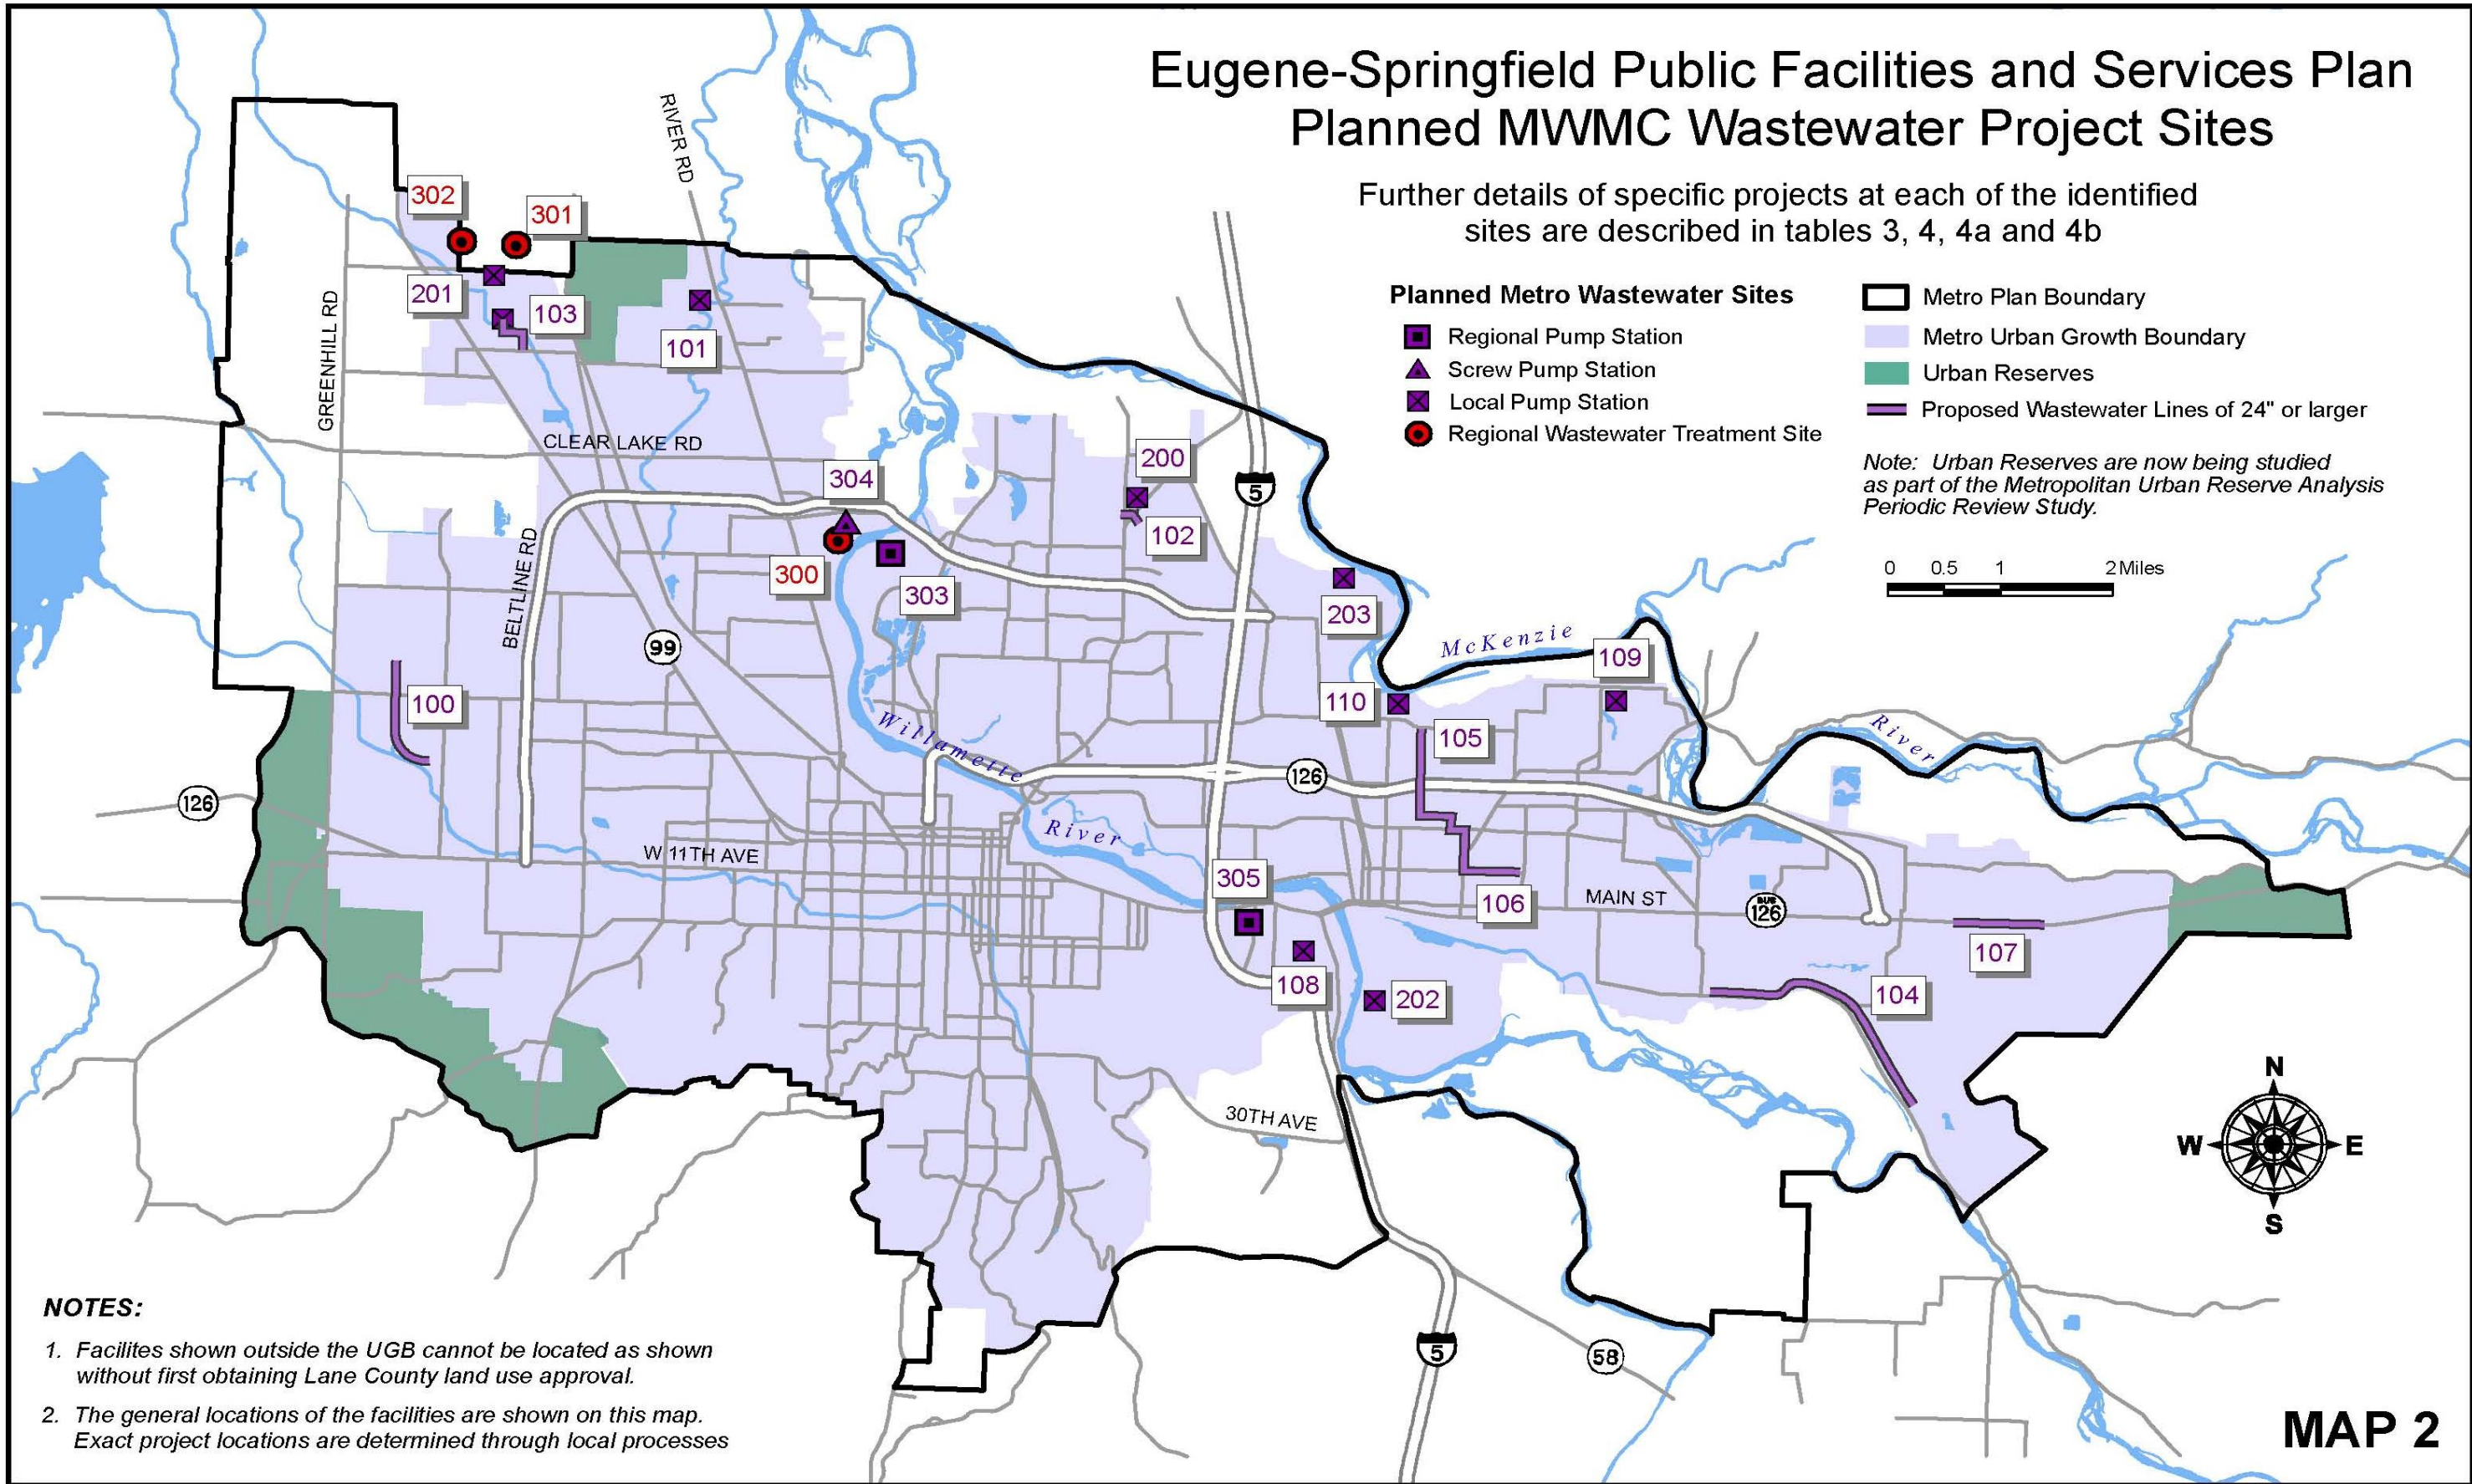 Eugene-Springfield Public Facilities and Services Plan
Planned MWMC Wastewater Project Sites
Further details of specific projects at each of the identified
sites are described in tables 3, 4, 4a and 4b
Planned Metro Wastewater Sites
Regional Pump Station
Screw Pump Station
Local Pump Station
Regional Wastewater Treatment Site
Metro Plan Boundary
Metro Urban Growth Boundary
Urban Reserves
Proposed Wastewater Lines of 24" or larger
Note: Urban Reserves are now being studied
as part of the Metropolitan Urban Reserve Analysis
Periodic Review Study.
0 0.5 1 2 Miles
RIVER RD
302
301
201
103
101
GREENHILL RD
CLEAR LAKE RD
304
200
5
102
300
303
BELTLINE RD
99
203
McKenzie
109
100
110
105
Willamette
River
126
126
River
W 11TH AVE
305
106
MAIN ST
BUS
126
107
108
202
104
30TH AVE
N
W
E
S
5
58
NOTES:
1. Facilites shown outside the UGB cannot be located as shown
without first obtaining Lane County land use approval.
2. The general locations of the facilities are shown on this map.
Exact project locations are determined through local processes
MAP 2